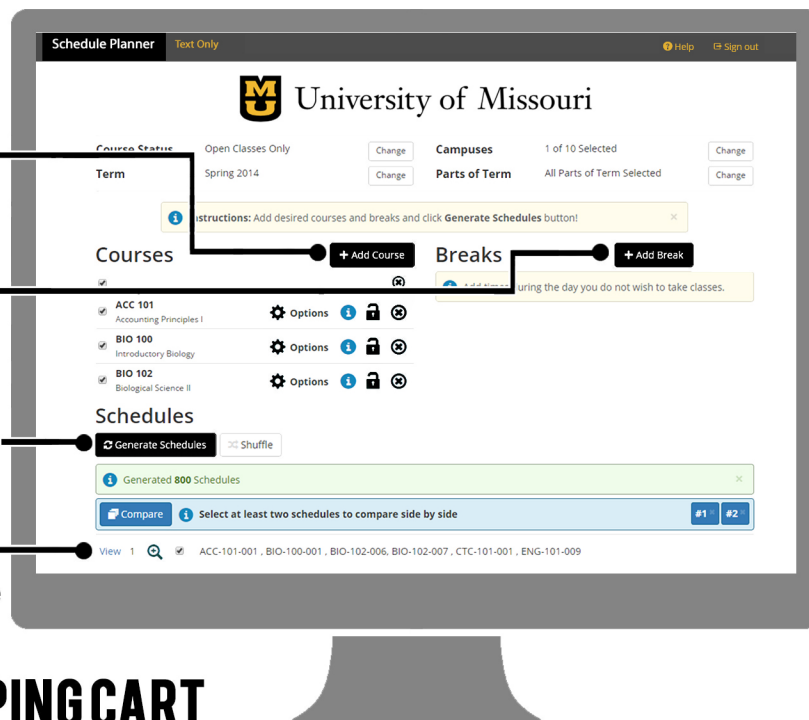 Schedule Planner Text Only Help Sign out
University of Missouri
Course Status Open Classes Only Change Campuses 1 of 10 Selected Change
Term Spring 2014 Change Parts of Term All Parts of Term Selected Change
Instructions: Add desired courses and breaks and click Generate Schedules button!
Courses + Add Course Breaks + Add Break
Add times during the day you do not wish to take classes.
ACC 101
Accounting Principles I Options
BIO 100
Introductory Biology Options
BIO 102
Biological Science II Options
Schedules
Generate Schedules Shuffle
Generated 800 Schedules
Compare Select at least two schedules to compare side by side #1 #2
View 1 ACC-101-001 , BIO-100-001 , BIO-102-006, BIO-102-007 , CTC-101-001 , ENG-101-009
PING CART